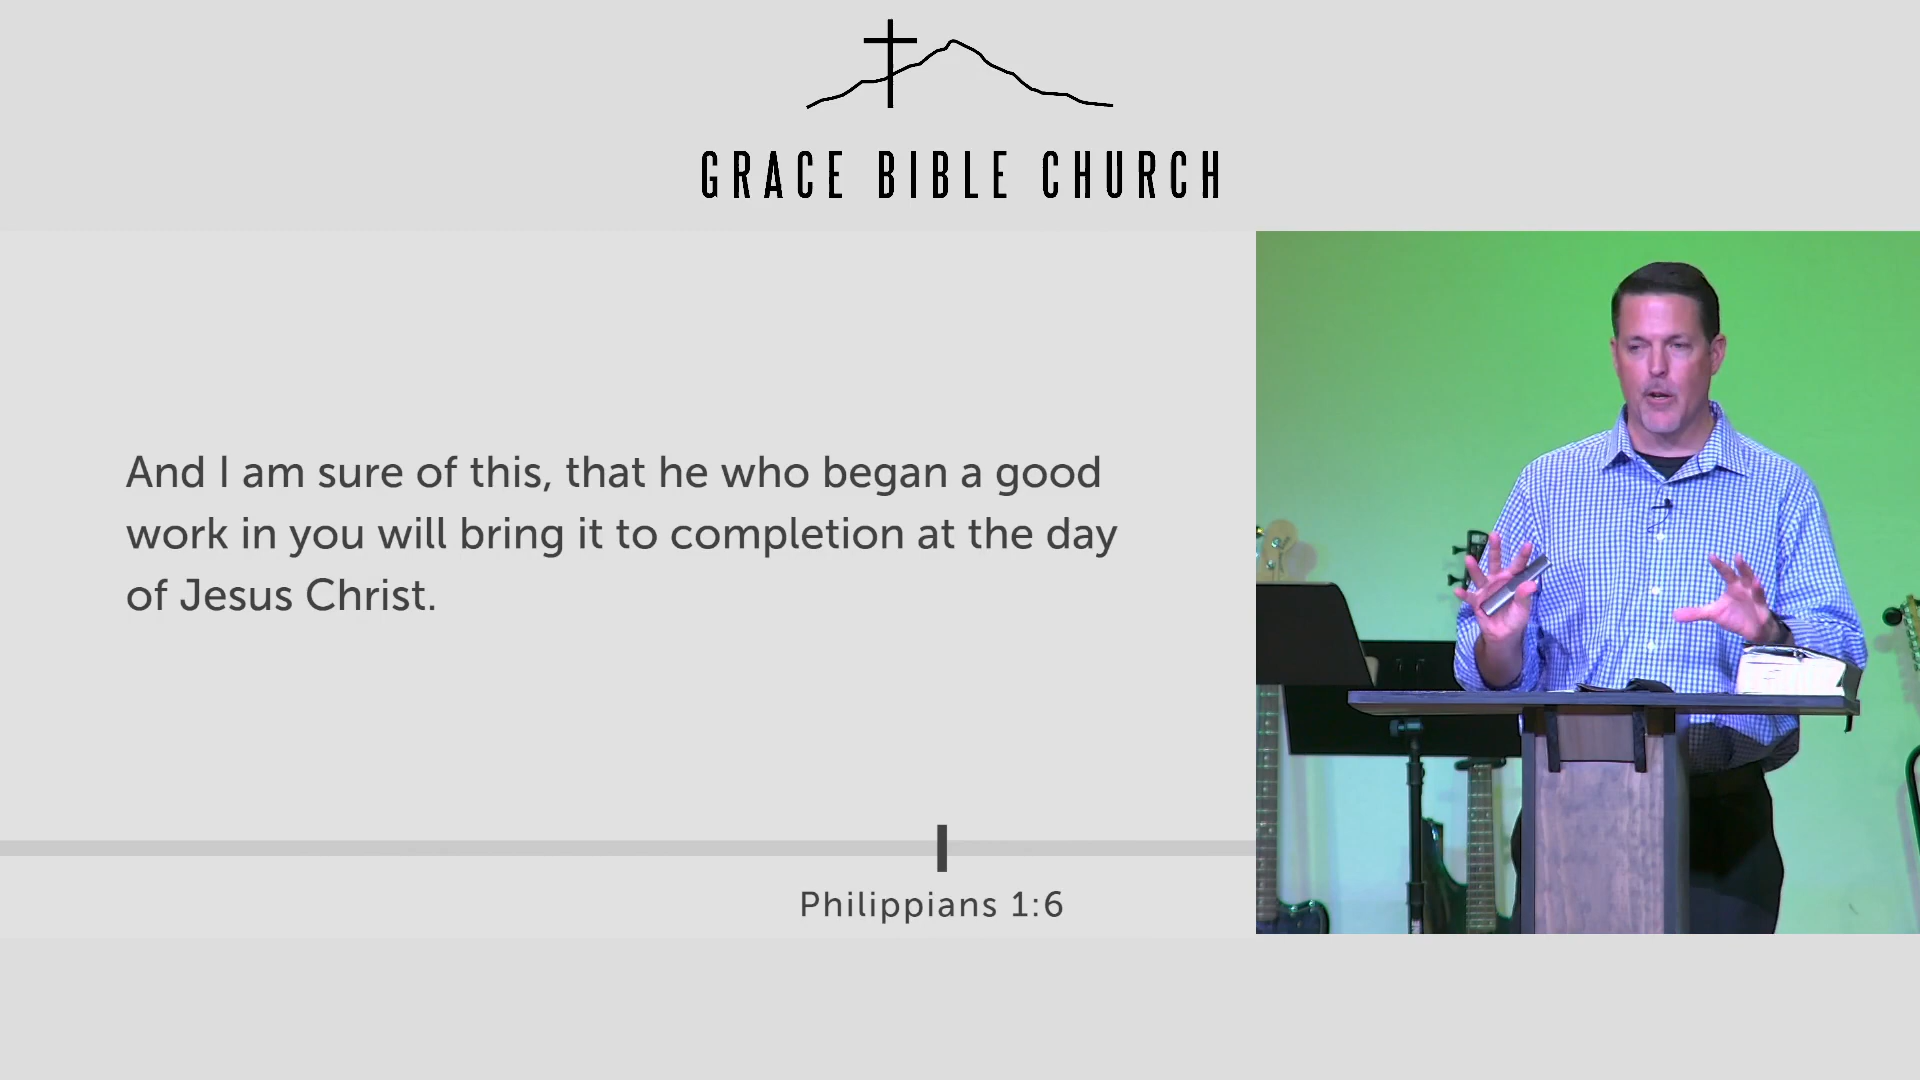 GRACE BIBLE CHURCH
And I am sure of this, that he who began a good
work in you will bring it to completion at the day
of Jesus Christ.
Philippians 1:6